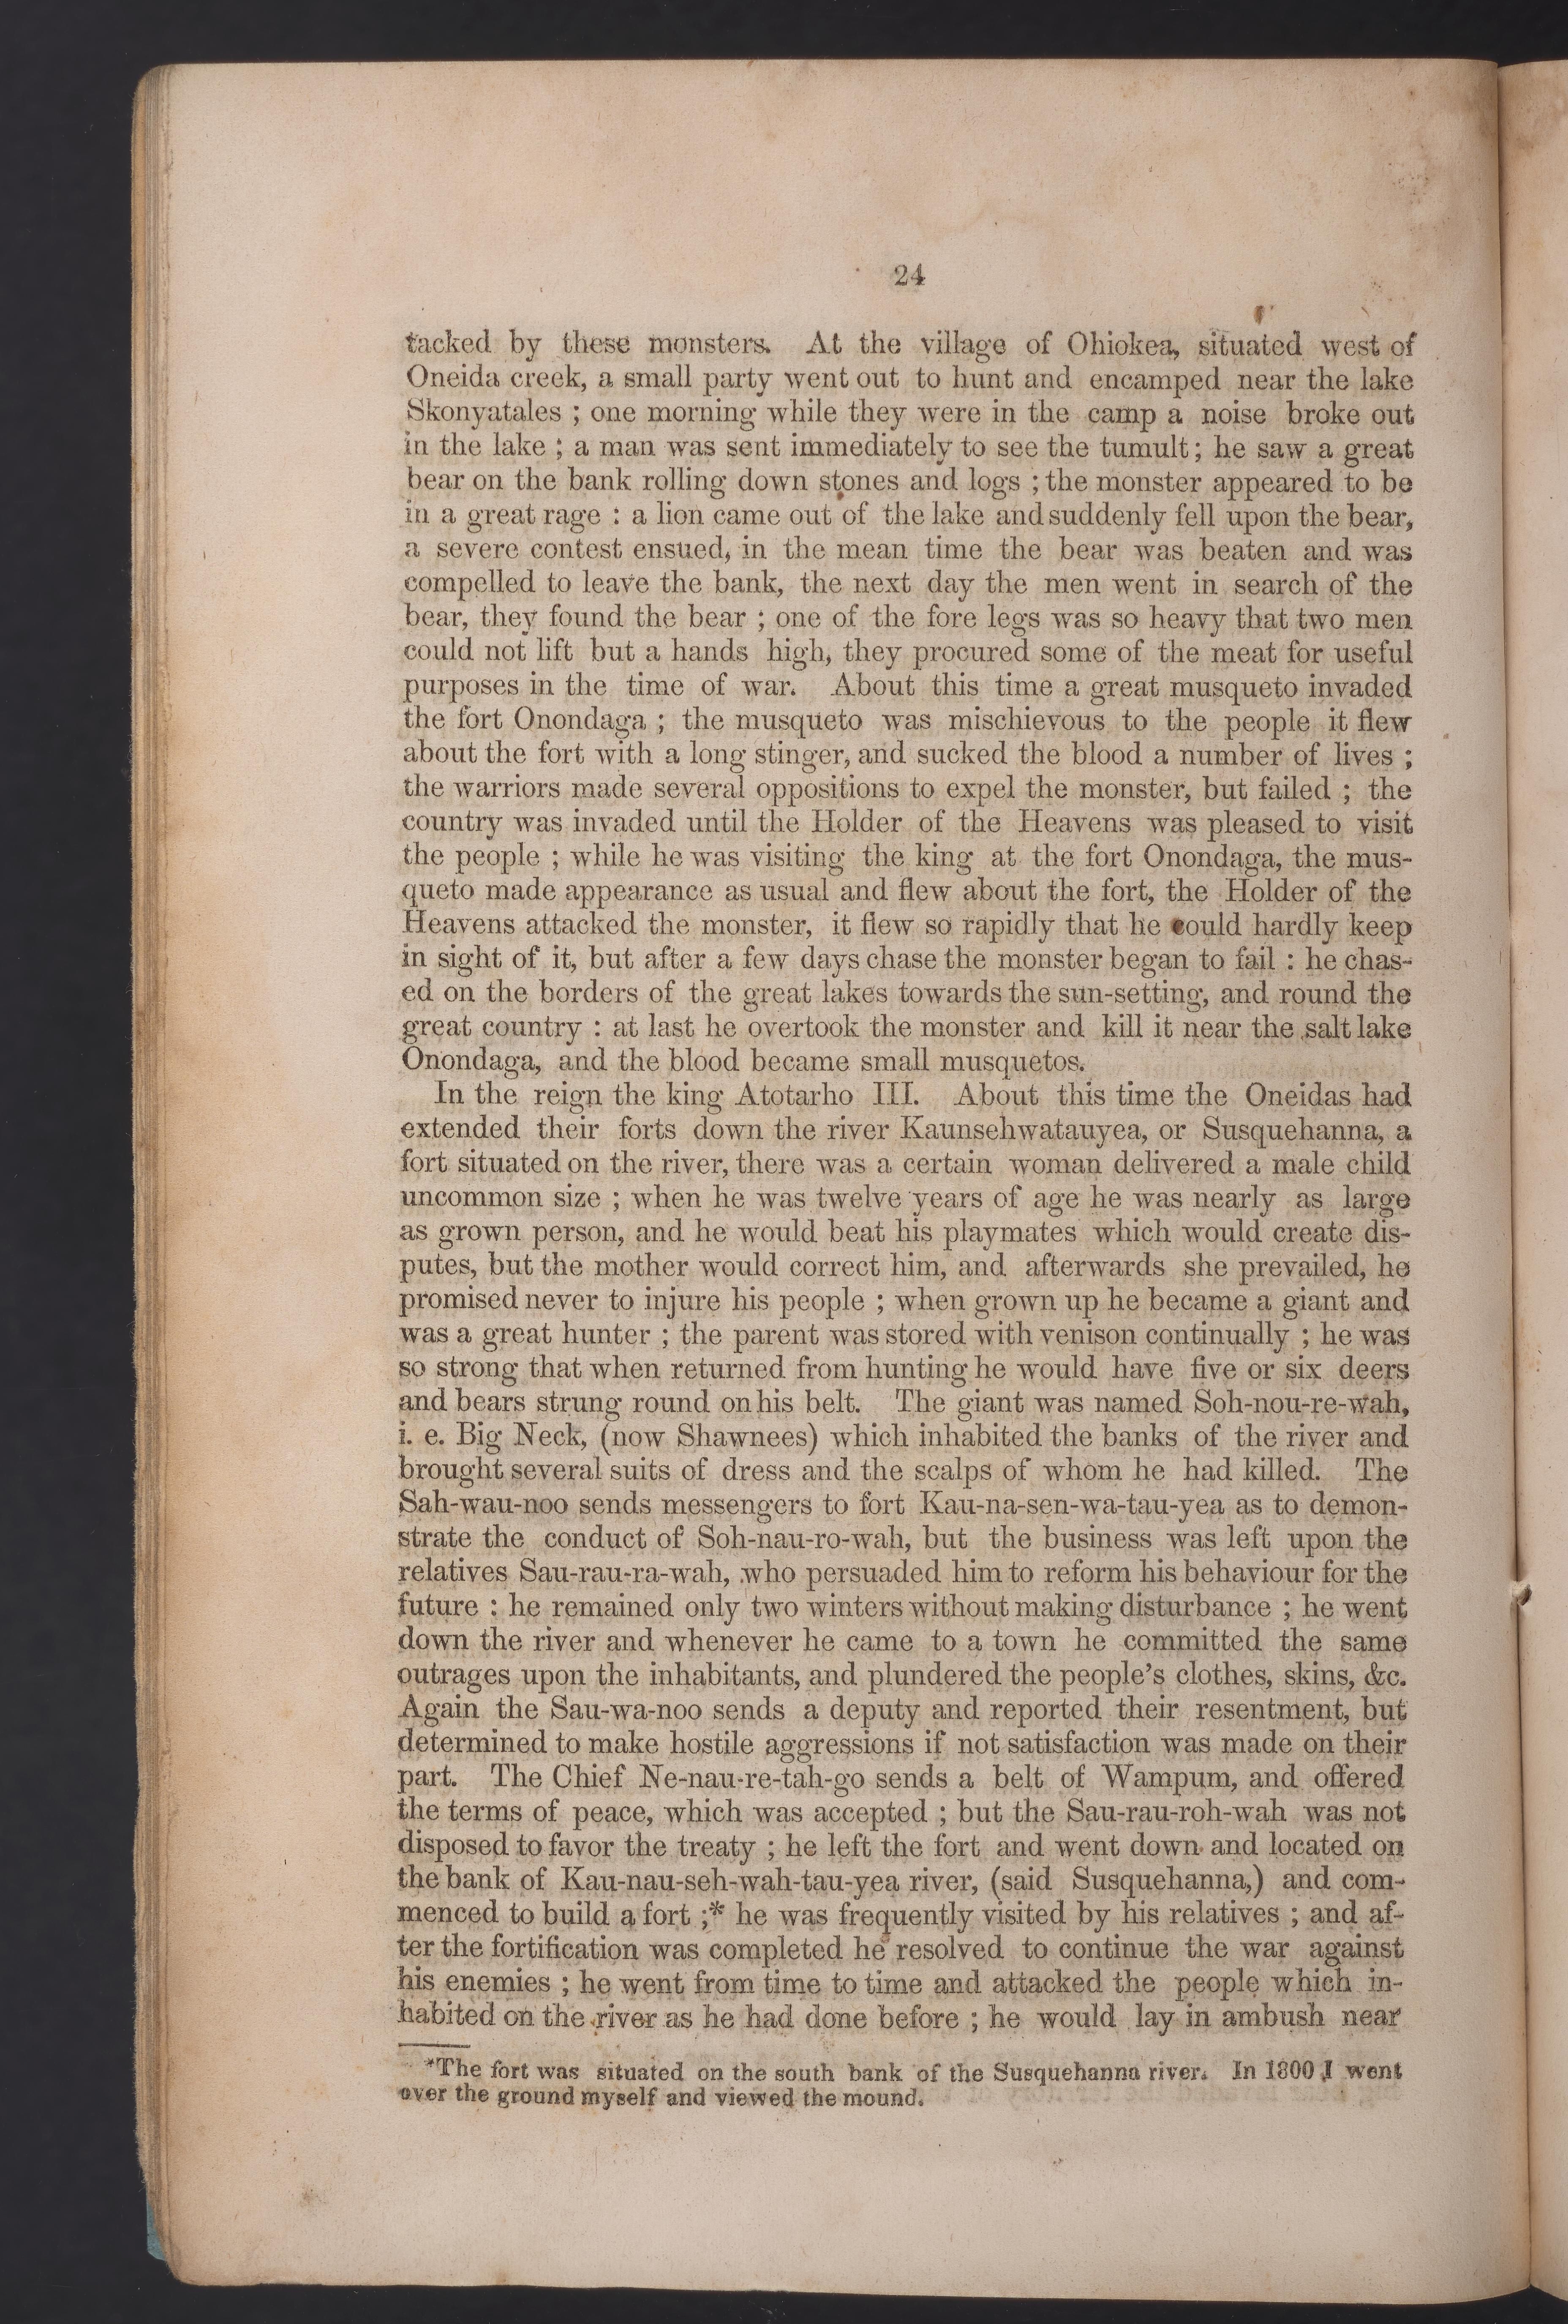 24
tacked by these monsters. At the village of Ohiokea, situated west of
Oneida creek, a small party went out to hunt and encamped near the lake
Skonyatales ; one morning while they were in the camp a noise broke out
in the lake ; a man was sent immediately to see the tumult ; he saw a great
bear on the bank rolling down stones and logs ; the monster appeared to be
in a great rage : a lion came out of the lake and suddenly fell upon the bear,
a severe contest ensued, in the mean time the bear was beaten and was
compelled to leave the bank, the next day the men went in search of the
bear, they found the bear ; one of the fore legs was so heavy that two men
could not lift but a hands high, they procured some of the meat for useful
purposes in the time of war. About this time a great musqueto invaded
the fort Onondaga ; the musqueto was mischievous to the people it flew
about the fort with a long stinger, and sucked the blood a number of lives ;
the warriors made several oppositions to expel the monster, but failed ; the
country was invaded until the Holder of the Heavens was pleased to visit
the people ; while he was visiting the king at the fort Onondaga, the mus-
queto made appearance as usual and flew about the fort, the Holder of the
Heavens attacked the monster, it flew so rapidly that he could hardly keep
in sight of it, but after a few days chase the monster began to fail : he chas-
ed on the borders of the great lakes towards the sun-setting, and round the
great country : at last he overtook the monster and kill it near the salt lake
Onondaga, and the blood became small musquetos.
In the reign the king Atotarho III. About this time the Oneidas had
extended their forts down the river Kaunsehwatauyea, or Susquehanna, a
fort situated on the river, there was a certain woman delivered a male child
uncommon size ; when he was twelve years of age he was nearly as large
as grown person, and he would beat his playmates which would create dis-
putes, but the mother would correct him, and afterwards she prevailed, he
promised never to injure his people ; when grown up he became a giant and
was a great hunter ; the parent was stored with venison continually ; he was
so strong that when returned from hunting he would have five or six deers
and bears strung round on his belt. The giant was named Soh-nou-re-wah,
i. e. Big Neck, (now Shawnees) which inhabited the banks of the river and
brought several suits of dress and the scalps of whom he had killed. The
Sah-wau-noo sends messengers to fort Kau-na-sen-wa-tau-yea as to demon-
strate the conduct of Soh-nau-ro-wah, but the business was left upon the
relatives Sau-rau-ra-wah, who persuaded him to reform his behaviour for the
future : he remained only two winters without making disturbance ; he went
down the river and whenever he came to a town he committed the same
outrages upon the inhabitants, and plundered the people's clothes, skins, &c.
Again the Sau-wa-noo sends a deputy and reported their resentment, but
determined to make hostile aggressions if not satisfaction was made on their
part. The Chief Ne-nau-re-tah-go sends a belt of Wampum, and offered
the terms of peace, which was accepted ; but the Sau-rau-roh-wah was not
disposed to favor the treaty ; he left the fort and went down and located on
the bank of Kau-nau-seh-wah-tau-yea river, (said Susquehanna,) and com-
menced to build a fort ;* he was frequently visited by his relatives ; and af-
ter the fortification was completed he resolved to continue the war against
his enemies ; he went from time to time and attacked the people which in-
habited on the river as he had done before ; he would lay in ambush near
*The fort was situated on the south bank of the Susquehanna river. In 1800 I went
over the ground myself and viewed the mound.